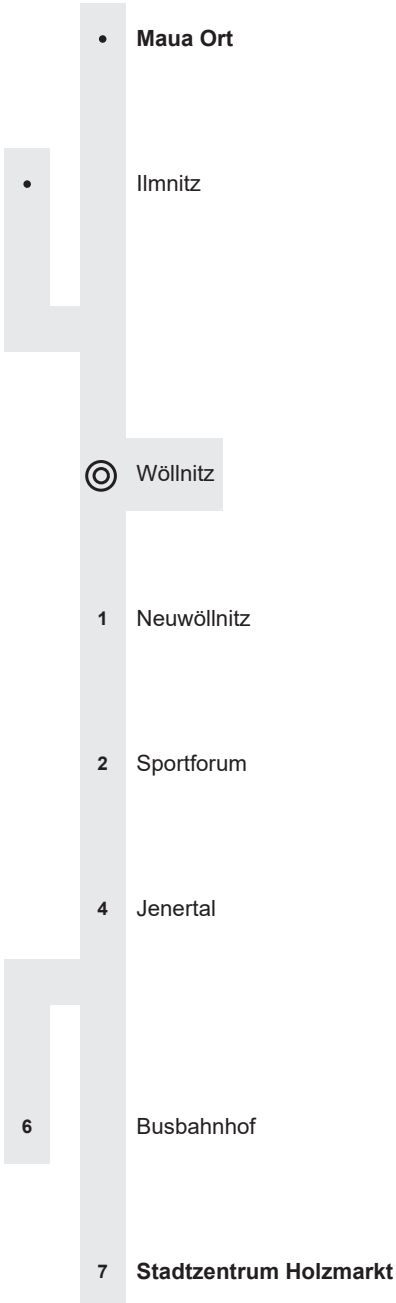 • Maua Ort
• Ilmnitz
Wöllnitz
1 Neuwöllnitz
2 Sportforum
4 Jenertal
6 Busbahnhof
7 Stadtzentrum Holzmarkt